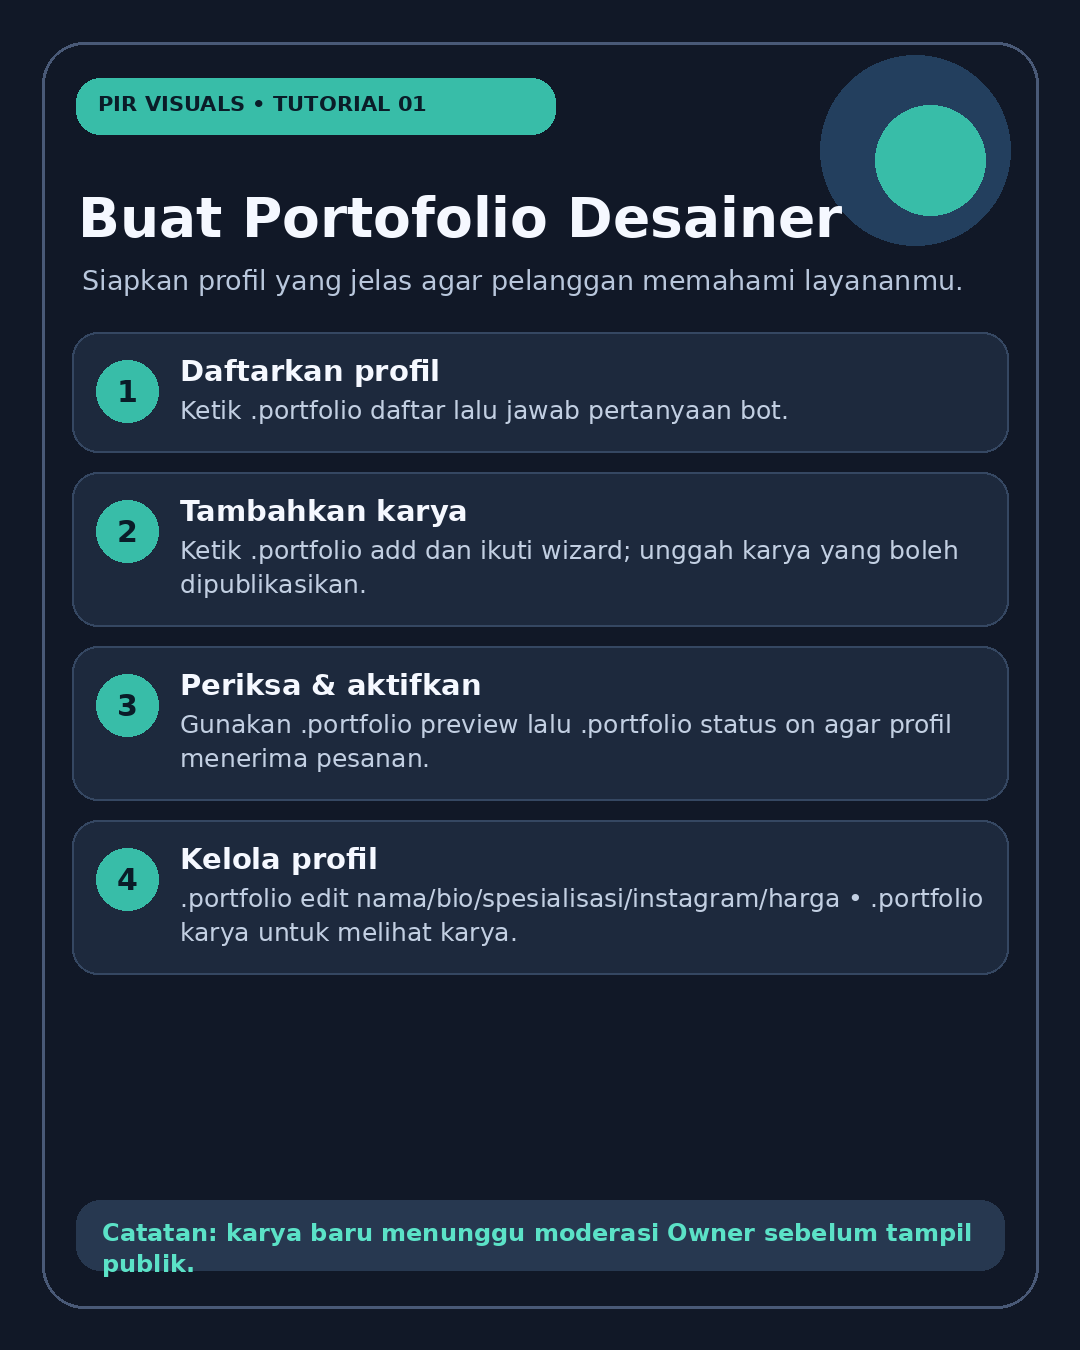 PIR VISUALS • TUTORIAL 01
Buat Portofolio Desainer
Siapkan profil yang jelas agar pelanggan memahami layananmu.
1
Daftarkan profil
Ketik .portfolio daftar lalu jawab pertanyaan bot.
2
Tambahkan karya
Ketik .portfolio add dan ikuti wizard; unggah karya yang boleh
dipublikasikan.
3
Periksa & aktifkan
Gunakan .portfolio preview lalu .portfolio status on agar profil
menerima pesanan.
4
Kelola profil
.portfolio edit nama/bio/spesialisasi/instagram/harga • .portfolio
karya untuk melihat karya.
Catatan: karya baru menunggu moderasi Owner sebelum tampil
publik.